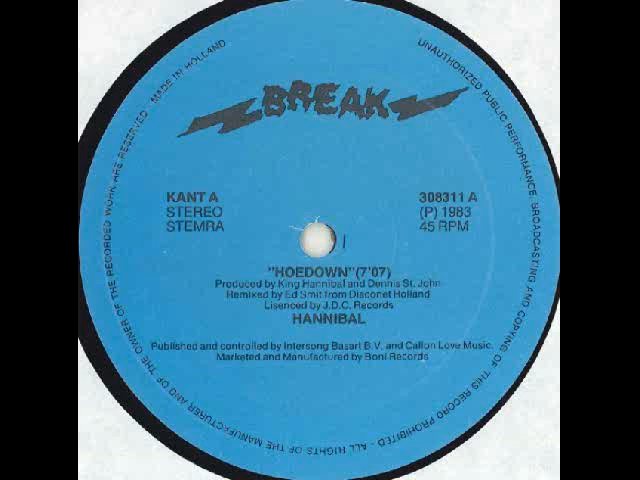 BREAK
KANT A
STEREO
STEMRA
308311 A
(P) 1983
45 RPM
"HOEDOWN" (7'07)
Produced by King Hannibal and Dennis St. John
Remixed by Ed Smit from Disconet Holland
Lisenced by J.D.C. Records
HANNIBAL
Published and controlled by Intersong Basart B.V. and Callon Love Music.
Marketed and Manufactured by Boni Records
UNAUTHORIZED PUBLIC PERFORMANCE, BROADCASTING AND COPYING OF THIS RECORD PROHIBITED - ALL RIGHTS OF THE MANUFACTURER AND OF THE OWNER OF THE RECORDED WORK ARE RESERVED - MADE IN HOLLAND